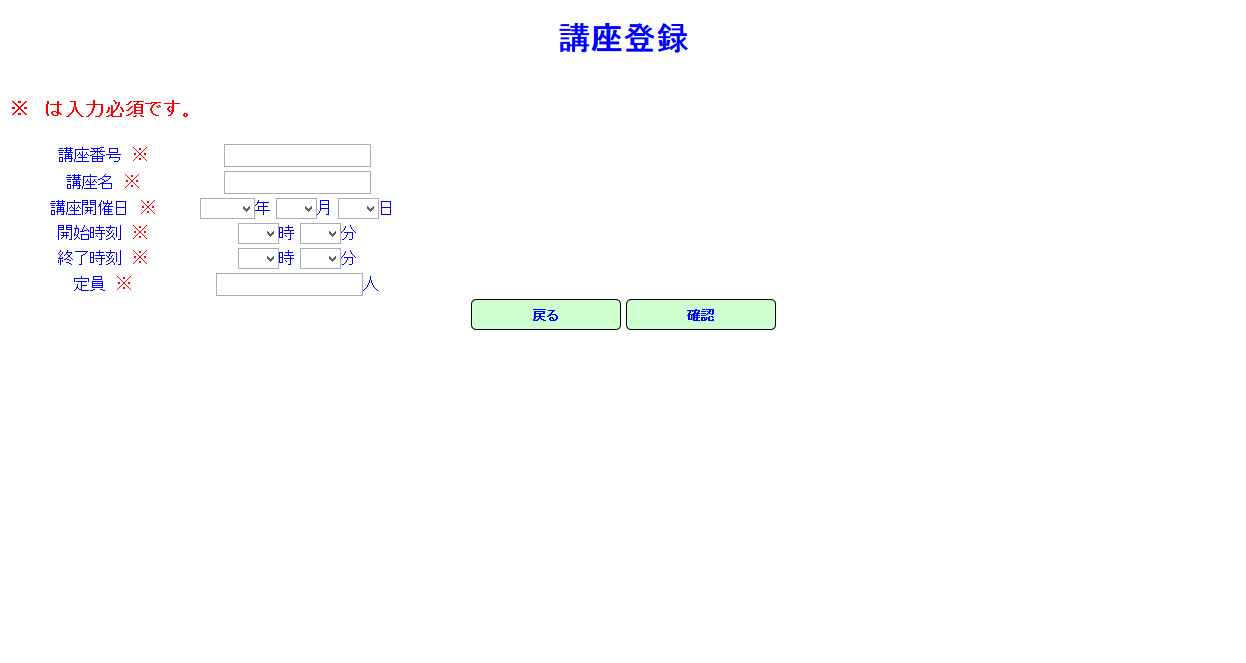 講座登録
※　は入力必須です。
講座番号 ※
講座名 ※
講座開催日 ※ 年 月 日
開始時刻 ※ 時 分
終了時刻 ※ 時 分
定員 ※ 人
戻る 確認